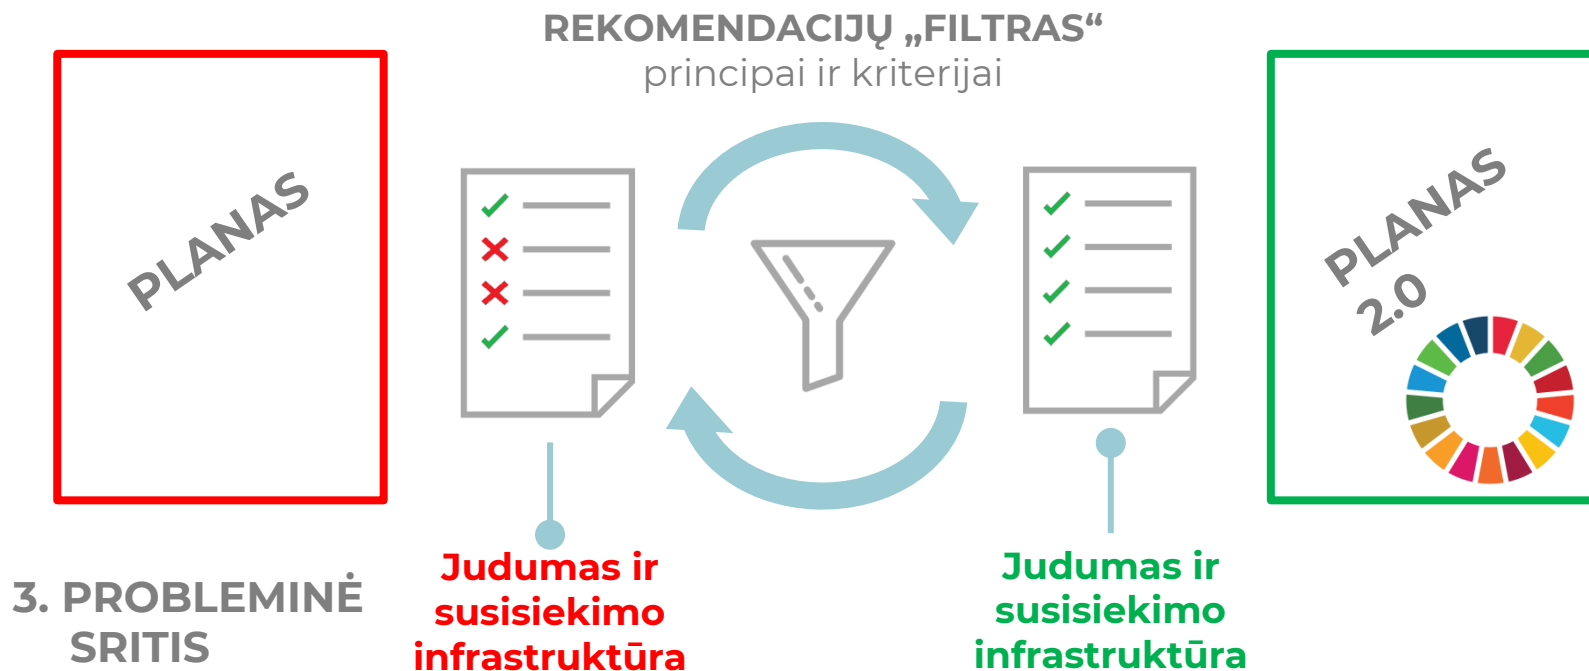 REKOMENDACIJŲ „FILTRAS“
principai ir kriterijai
PLANAS
PLANAS
2.0
3. PROBLEMINĖ
SRITIS
Judumas ir
susisiekimo
infrastruktūra
Judumas ir
susisiekimo
infrastruktūra